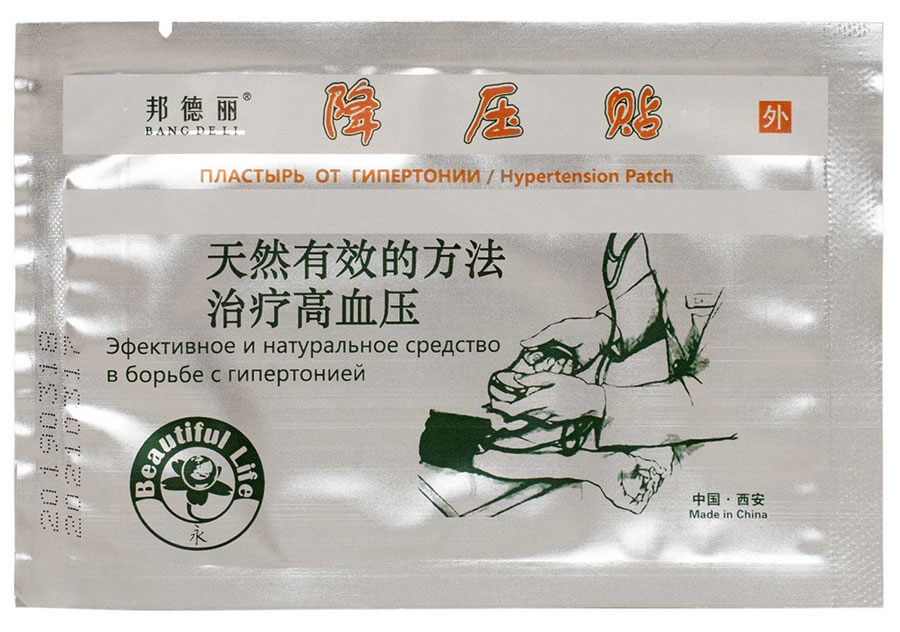 邦德丽®
BANG DE LI
降压贴
外
ПЛАСТЫРЬ ОТ ГИПЕРТОНИИ / Hypertension Patch
天然有效的方法
治疗高血压
Эфективное и натуральное средство
в борьбе с гипертонией
Beautiful Life
永
中国·西安
Made in China